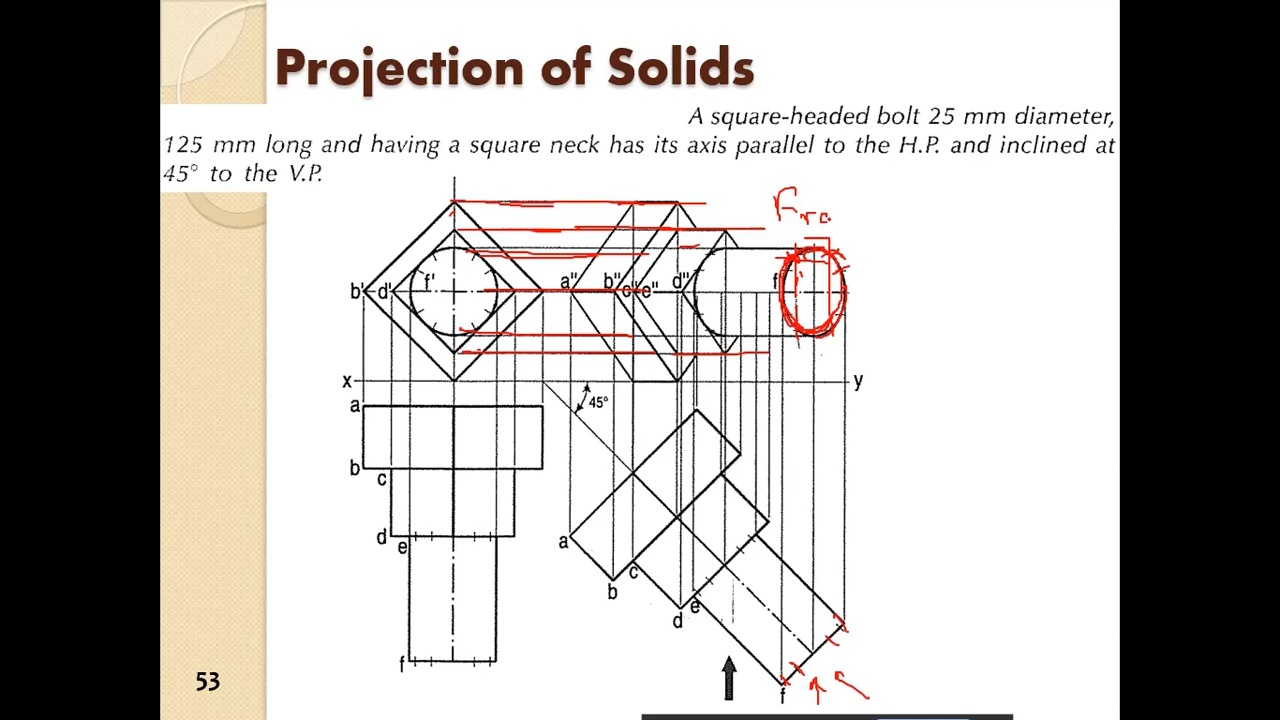 Projection of Solids
A square-headed bolt 25 mm diameter,
125 mm long and having a square neck has its axis parallel to the H.P. and inclined at
45° to the V.P.
b' d' f' a" b" c" e" d" f
x y
a
45°
b
c
d
e
f
a
b
c
d
e
f
53